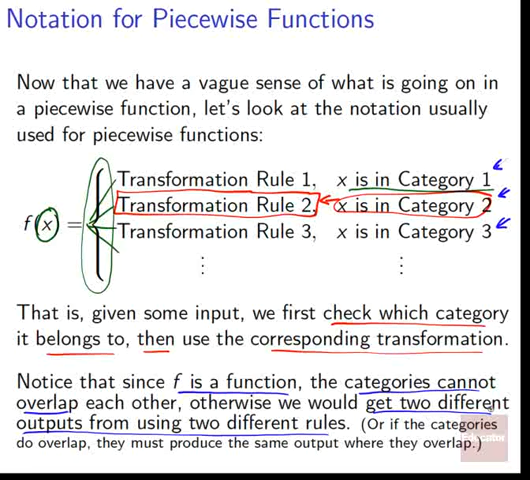 Notation for Piecewise Functions
Now that we have a vague sense of what is going on in
a piecewise function, let's look at the notation usually
used for piecewise functions:
Transformation Rule 1, x is in Category 1
f(x) = { Transformation Rule 2, x is in Category 2
Transformation Rule 3, x is in Category 3
⋮ ⋮
That is, given some input, we first check which category
it belongs to, then use the corresponding transformation.
Notice that since f is a function, the categories cannot
overlap each other, otherwise we would get two different
outputs from using two different rules. (Or if the categories
do overlap, they must produce the same output where they overlap.)
Educator